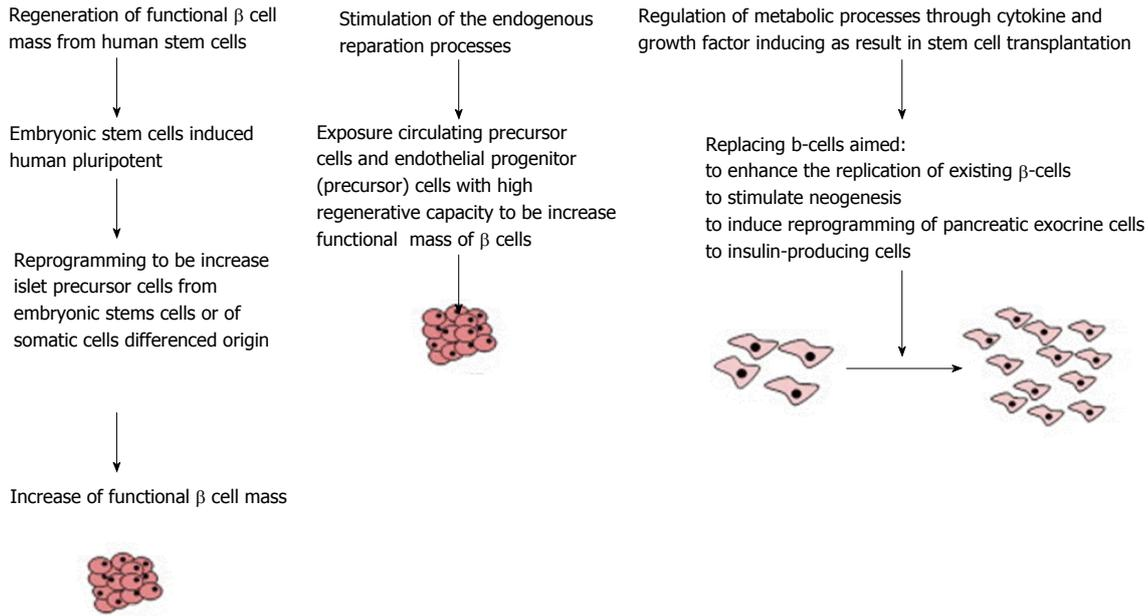 Regeneration of functional β cell
mass from human stem cells
Embryonic stem cells induced
human pluripotent
Reprogramming to be increase
islet precursor cells from
embryonic stems cells or of
somatic cells differenced origin
Increase of functional β cell mass
Stimulation of the endogenous
reparation processes
Exposure circulating precursor
cells and endothelial progenitor
(precursor) cells with high
regenerative capacity to be increase
functional mass of β cells
Regulation of metabolic processes through cytokine and
growth factor inducing as result in stem cell transplantation
Replacing b-cells aimed:
to enhance the replication of existing β-cells
to stimulate neogenesis
to induce reprogramming of pancreatic exocrine cells
to insulin-producing cells